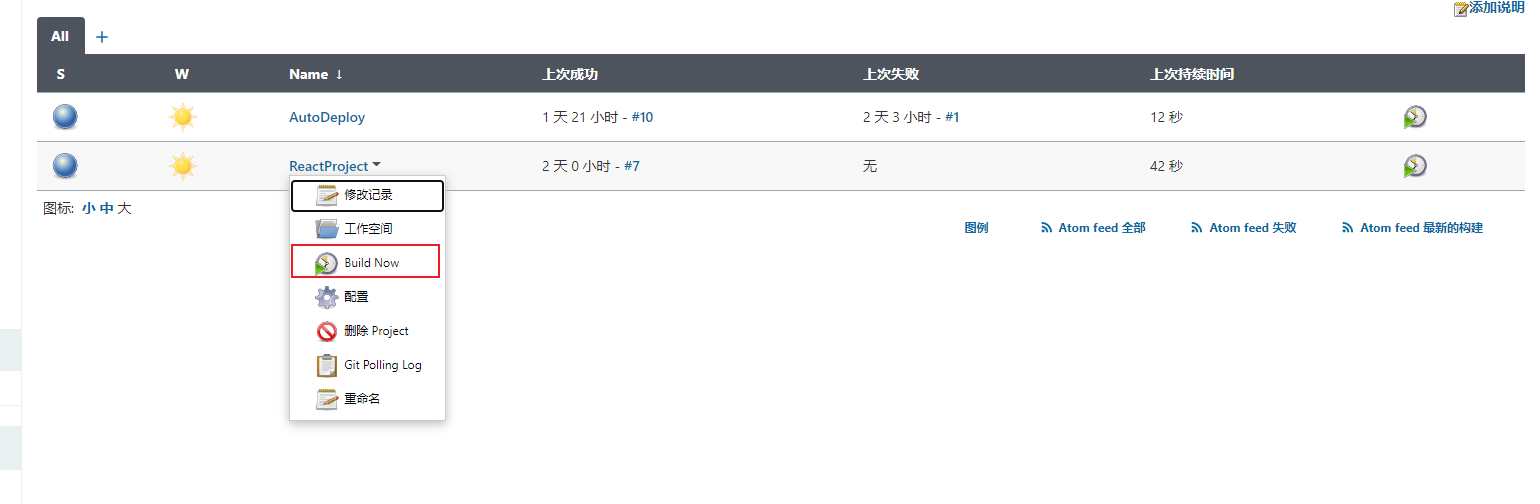 添加说明
All +
S W Name ↓ 上次成功 上次失败 上次持续时间
AutoDeploy 1 天 21 小时 - #10 2 天 3 小时 - #1 12 秒
ReactProject 2 天 0 小时 - #7 无 42 秒
图标: 小 中 大
修改记录
工作空间
Build Now
配置
删除 Project
Git Polling Log
重命名
图例 Atom feed 全部 Atom feed 失败 Atom feed 最新的构建